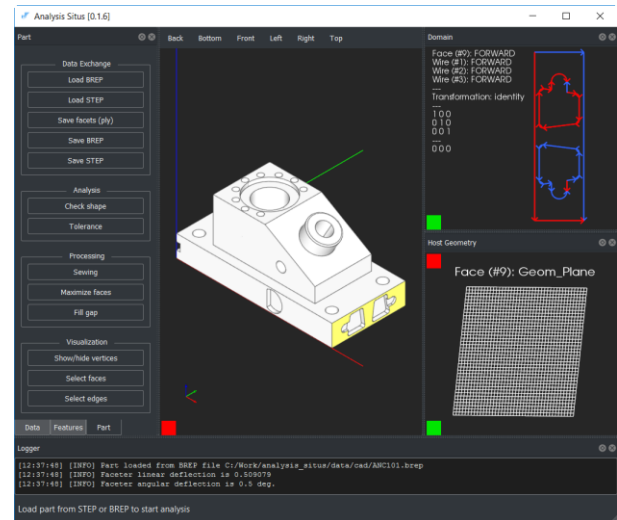 Analysis Situs [0.1.6]
Part
Data Exchange
Load BREP
Load STEP
Save facets (ply)
Save BREP
Save STEP
Analysis
Check shape
Tolerance
Processing
Sewing
Maximize faces
Fill gap
Visualization
Show/hide vertices
Select faces
Select edges
Data Features Part
Back Bottom Front Left Right Top
Domain
Face (#9): FORWARD
Wire (#1): FORWARD
Wire (#2): FORWARD
Wire (#3): FORWARD
---
Transformation: identity
---
1 0 0
0 1 0
0 0 1
---
0 0 0
Host Geometry
Face (#9): Geom_Plane
Logger
[12:37:48] [INFO] Part loaded from BREP file C:/Work/analysis_situs/data/cad/ANC101.brep
[12:37:48] [INFO] Faceter linear deflection is 0.509079
[12:37:48] [INFO] Faceter angular deflection is 0.5 deg.
Load part from STEP or BREP to start analysis